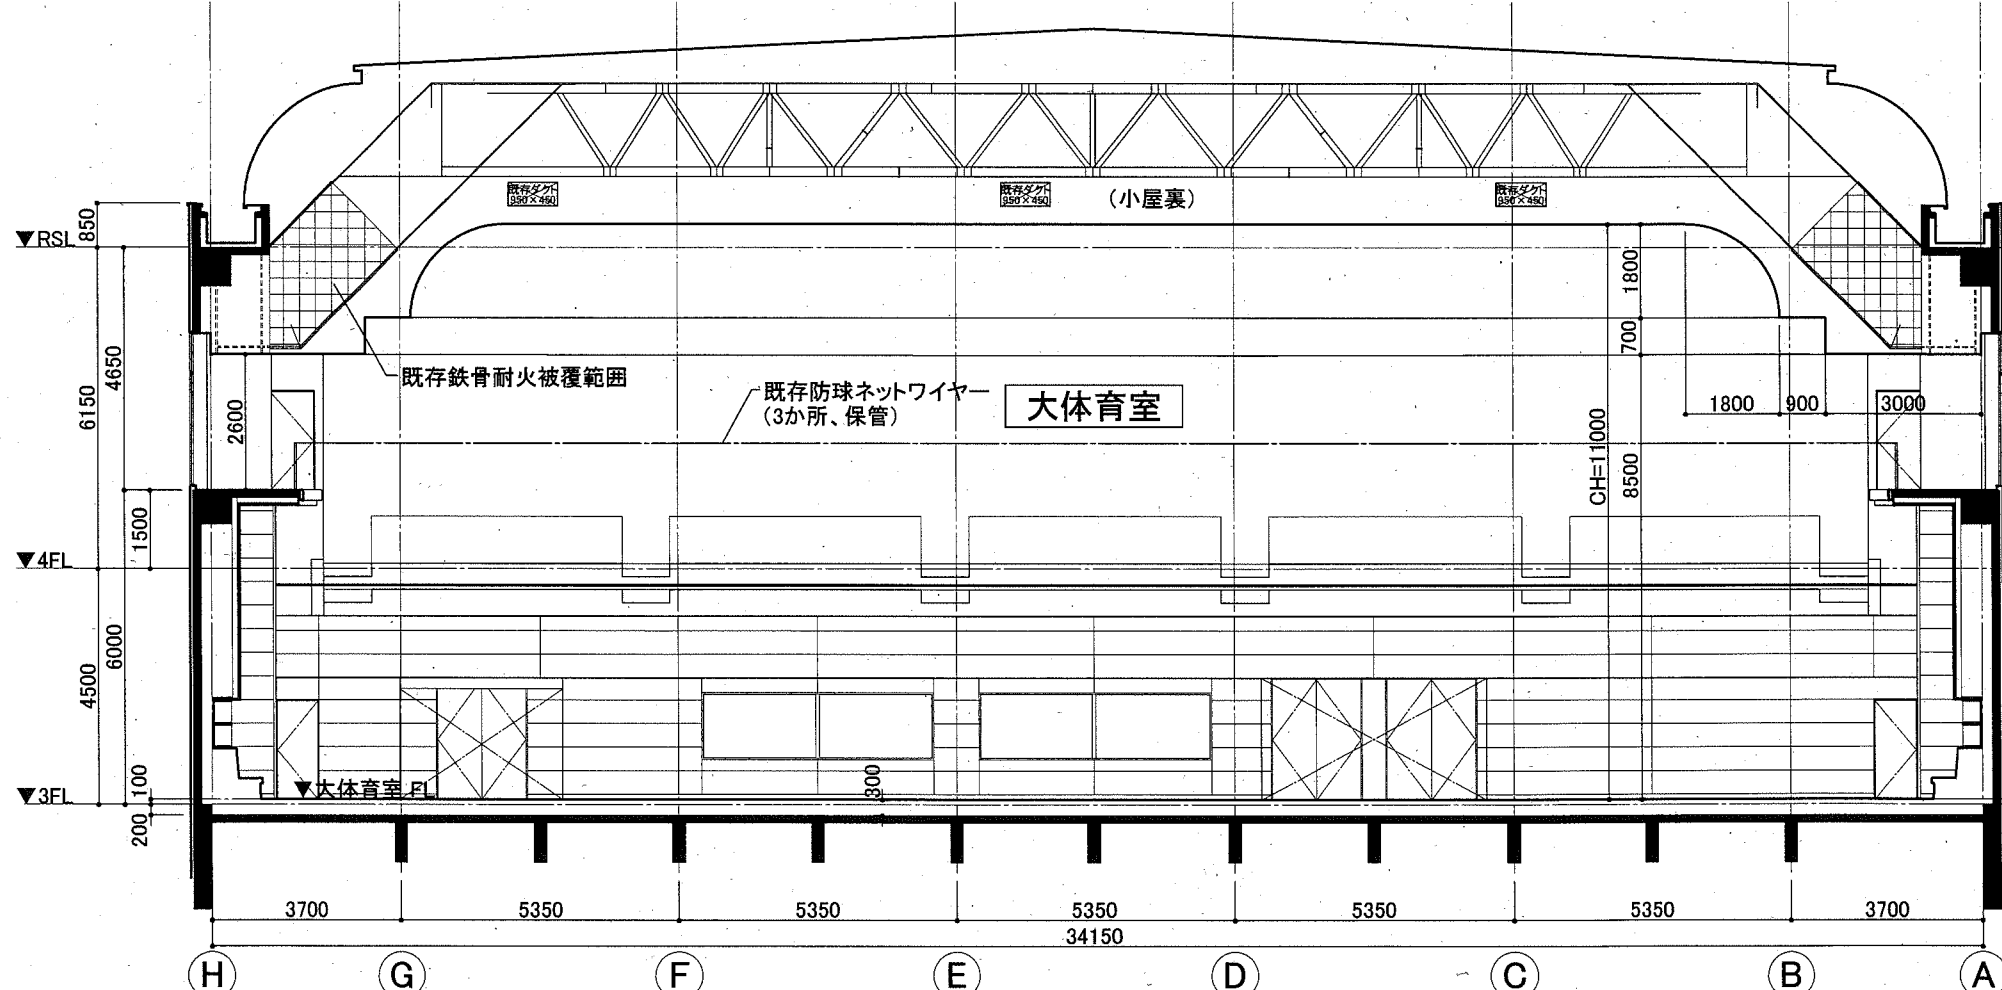 既存ダクト
950×450
既存ダクト
950×450
(小屋裏)
既存ダクト
950×450
850
▼RSL
1800
700
4650
6150
既存鉄骨耐火被覆範囲
既存防球ネットワイヤー
(3か所、保管)
大体育室
1800
900
3000
2600
CH=11000
8500
1500
▼4FL
6000
4500
100
▼大体育室 FL
300
▼3FL
200
3700
5350
5350
5350
5350
5350
3700
34150
H
G
F
E
D
C
B
A